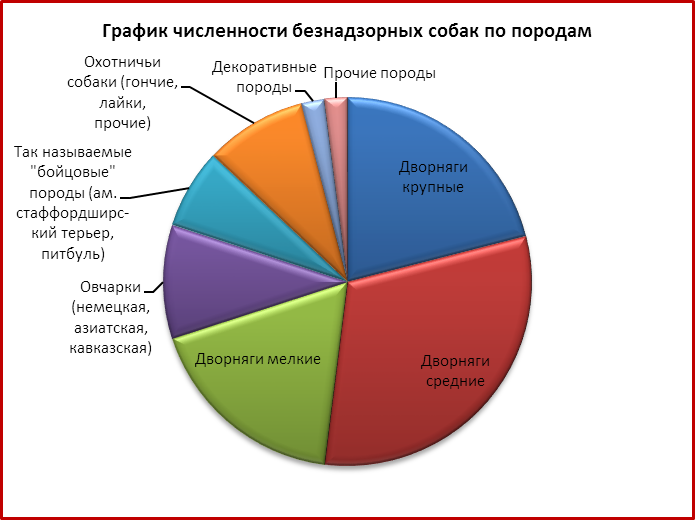 График численности безнадзорных собак по породам
Охотничьи
собаки (гончие,
лайки,
прочие)
Декоративные
породы
Прочие породы
Дворняги
крупные
Так называемые
"бойцовые"
породы (ам.
стаффордширс-
кий терьер,
питбуль)
Овчарки
(немецкая,
азиатская,
кавказская)
Дворняги мелкие
Дворняги
средние